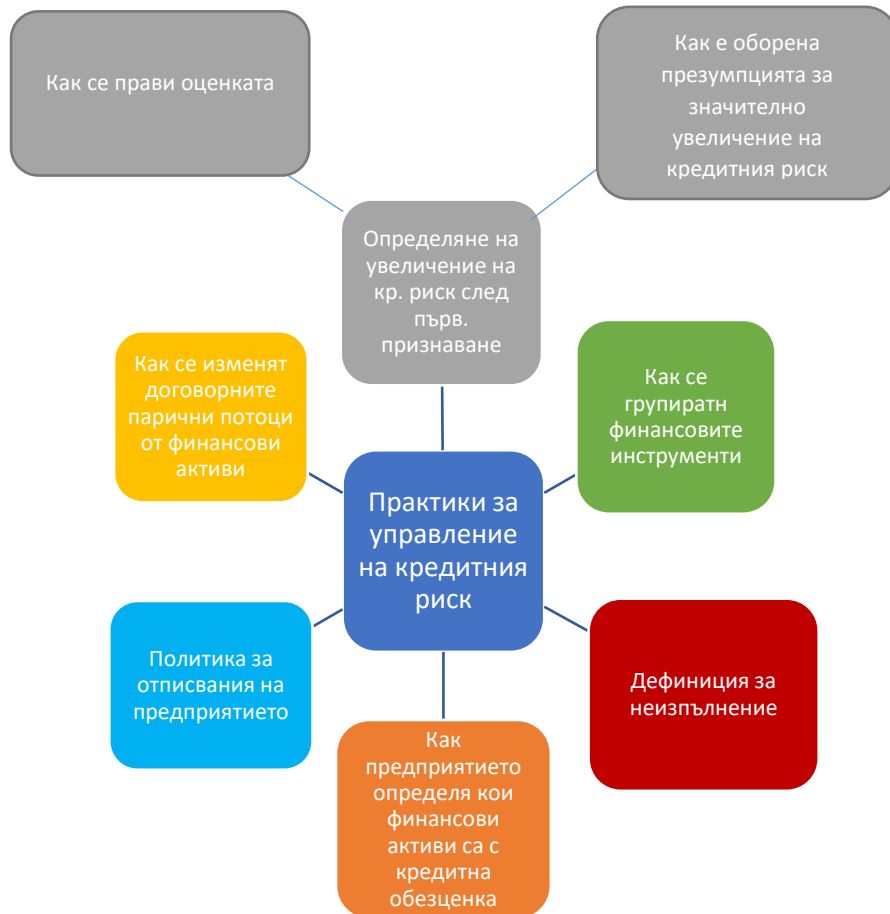 Как се прави оценката
Как е оборена
презумпцията за
значително
увеличение на
кредитния риск
Определяне на
увеличение на
кр. риск след
първ.
признаване
Как се изменят
договорните
парични потоци
от финансови
активи
Как се
групиратн
финансовите
инструменти
Практики за
управление
на кредитния
риск
Политика за
отписвания на
предприятието
Дефиниция за
неизпълнение
Как
предприятието
определя кои
финансови
активи са с
кредитна
обезценка